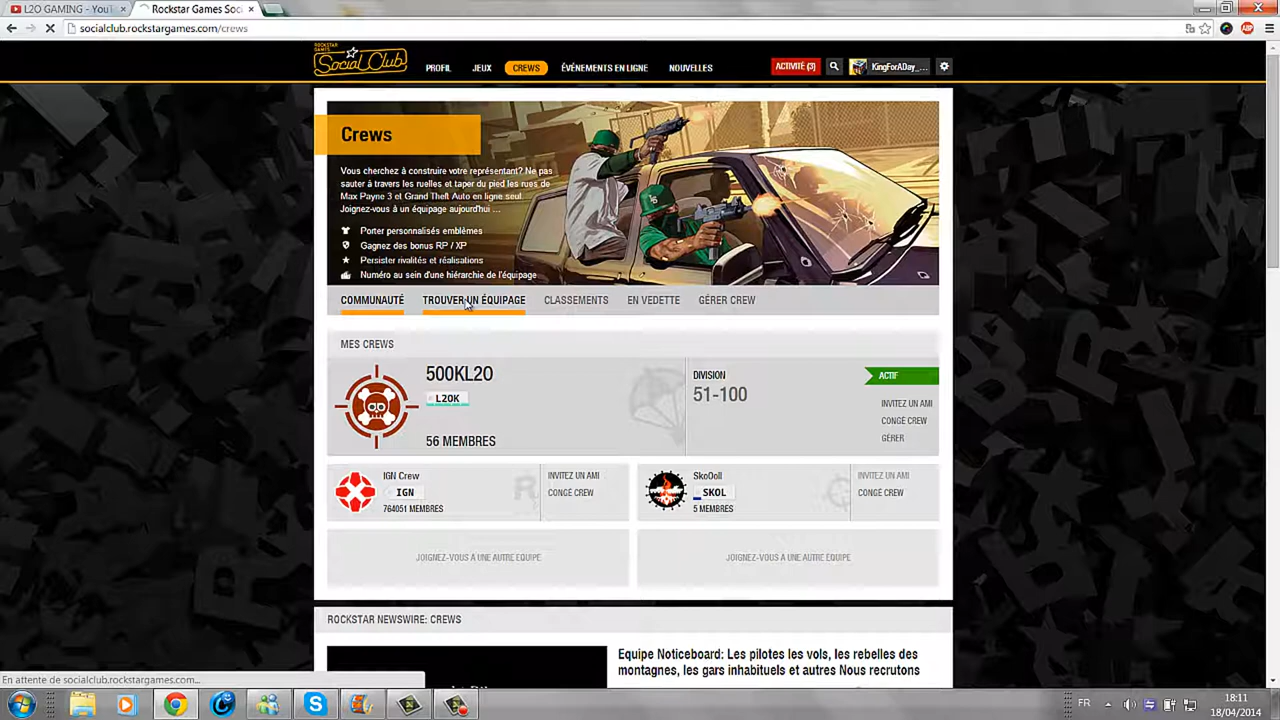 L2O GAMING - YouT
Rockstar Games Soc
socialclub.rockstargames.com/crews
ROCKSTAR GAMES
Social Club
PROFIL
JEUX
CREWS
ÉVÉNEMENTS EN LIGNE
NOUVELLES
ACTIVITÉ (3)
KingForADay_...
Crews
Vous cherchez à construire votre représentant? Ne pas
sauter à travers les ruelles et taper du pied les rues de
Max Payne 3 et Grand Theft Auto en ligne seul.
Joignez-vous à un équipage aujourd'hui ...
Porter personnalisés emblèmes
Gagnez des bonus RP / XP
Persister rivalités et réalisations
Numéro au sein d'une hiérarchie de l'équipage
COMMUNAUTÉ
TROUVER UN ÉQUIPAGE
CLASSEMENTS
EN VEDETTE
GÉRER CREW
MES CREWS
500KL2O
L2OK
56 MEMBRES
DIVISION
51-100
ACTIF
INVITEZ UN AMI
CONGÉ CREW
GÉRER
IGN Crew
IGN
764051 MEMBRES
INVITEZ UN AMI
CONGÉ CREW
SkoOoll
SKOL
5 MEMBRES
INVITEZ UN AMI
CONGÉ CREW
JOIGNEZ-VOUS À UNE AUTRE ÉQUIPE
JOIGNEZ-VOUS À UNE AUTRE ÉQUIPE
ROCKSTAR NEWSWIRE: CREWS
Equipe Noticeboard: Les pilotes les vols, les rebelles des
montagnes, les gars inhabituels et autres Nous recrutons
En attente de socialclub.rockstargames.com...
FR
18:11
18/04/2014